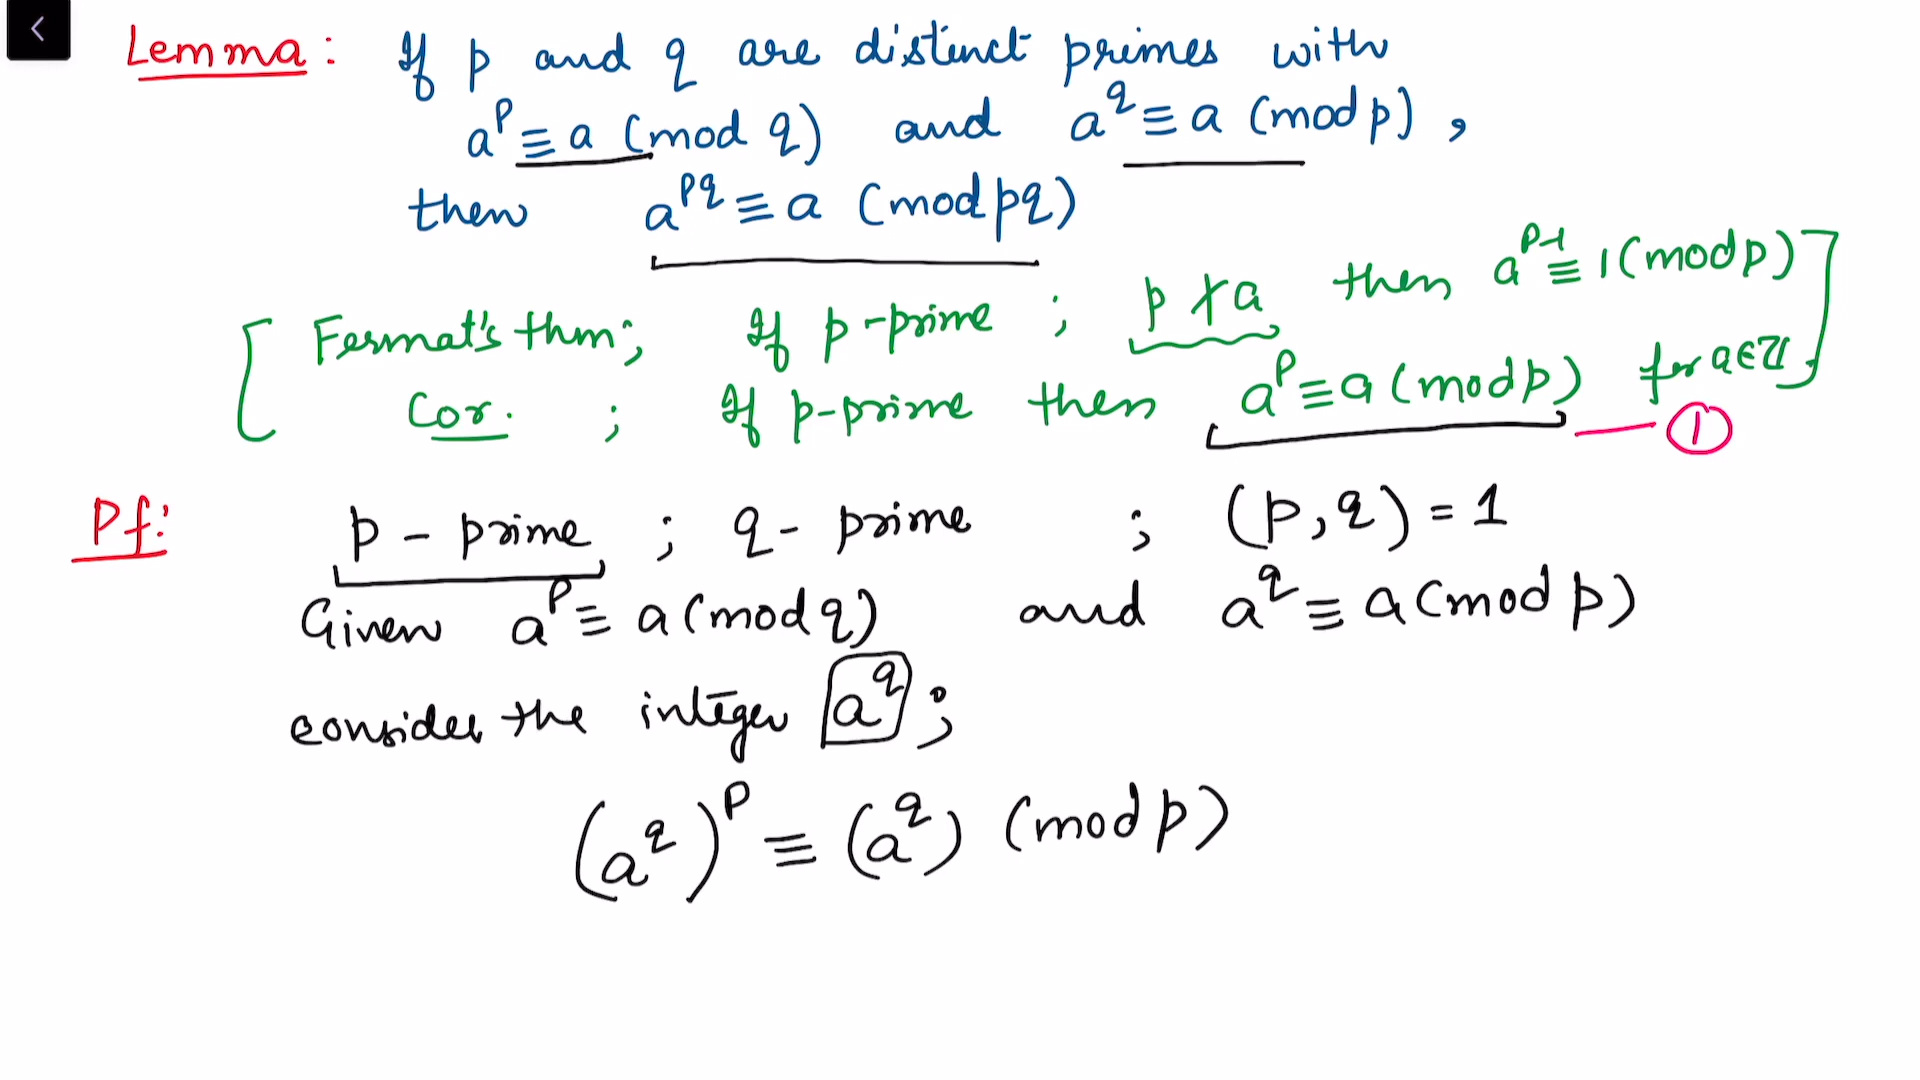 Lemma: If p and q are distinct primes with
a^p ≡ a (mod q) and a^q ≡ a (mod p),
then a^pq ≡ a (mod pq)
[ Fermat's thm; If p-prime ; p ∤ a then a^p-1 ≡ 1 (mod p) ]
Cor. ; If p-prime then a^p ≡ a (mod p) for a ∈ ℤ — ①
Pf: p - prime ; q - prime ; (p, q) = 1
Given a^p ≡ a (mod q) and a^q ≡ a (mod p)
consider the integer a^q ;
(a^q)^p ≡ (a^q) (mod p)